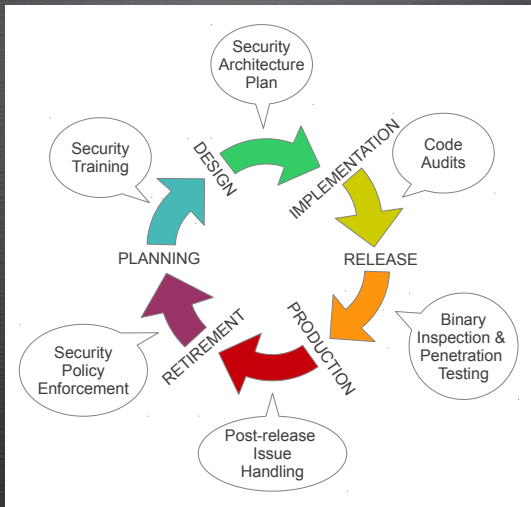 Security
Architecture
Plan
DESIGN
IMPLEMENTATION
Code
Audits
Security
Training
PLANNING
RELEASE
Binary
Inspection &
Penetration
Testing
PRODUCTION
RETIREMENT
Security
Policy
Enforcement
Post-release
Issue
Handling